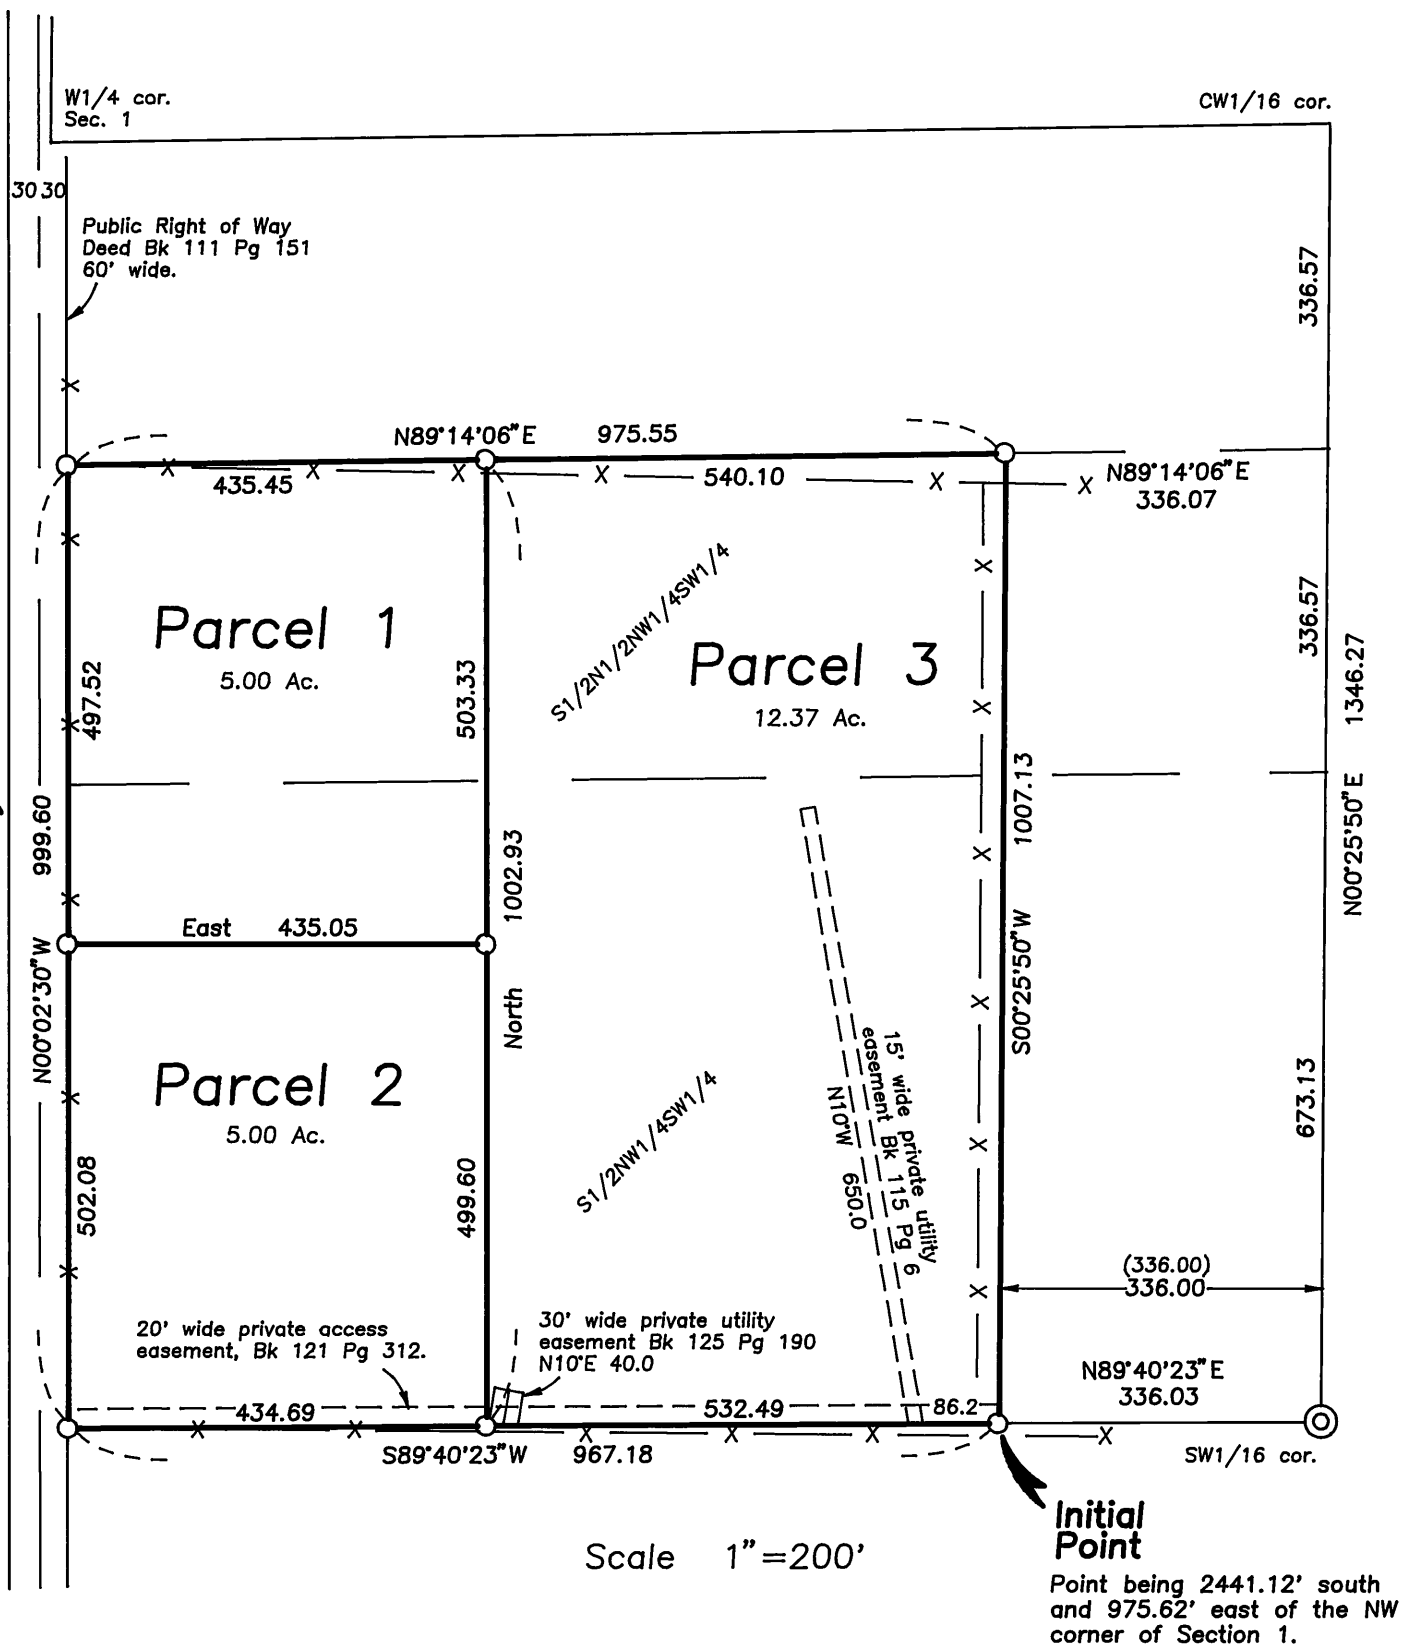 W1/4 cor.
Sec. 1
CW1/16 cor.
30 30
Public Right of Way
Deed Bk 111 Pg 151
60' wide.
336.57
N89°14'06"E 975.55
435.45
540.10
N89°14'06"E
336.07
Parcel 1
5.00 Ac.
497.52
503.33
S1/2N1/2NW1/4SW1/4
Parcel 3
12.37 Ac.
336.57
1346.27
N00°25'50"E
999.60
N00°02'30"W
1002.93
North
1007.13
S00°25'50"W
East 435.05
Parcel 2
5.00 Ac.
502.08
499.60
S1/2NW1/4SW1/4
15' wide private utility
easement Bk 115 Pg 6
N10°W 650.0
673.13
(336.00)
336.00
20' wide private access
easement, Bk 121 Pg 312.
30' wide private utility
easement Bk 125 Pg 190
N10°E 40.0
N89°40'23"E
336.03
434.69
532.49
86.2
S89°40'23"W 967.18
SW1/16 cor.
Initial
Point
Scale 1"=200'
Point being 2441.12' south
and 975.62' east of the NW
corner of Section 1.